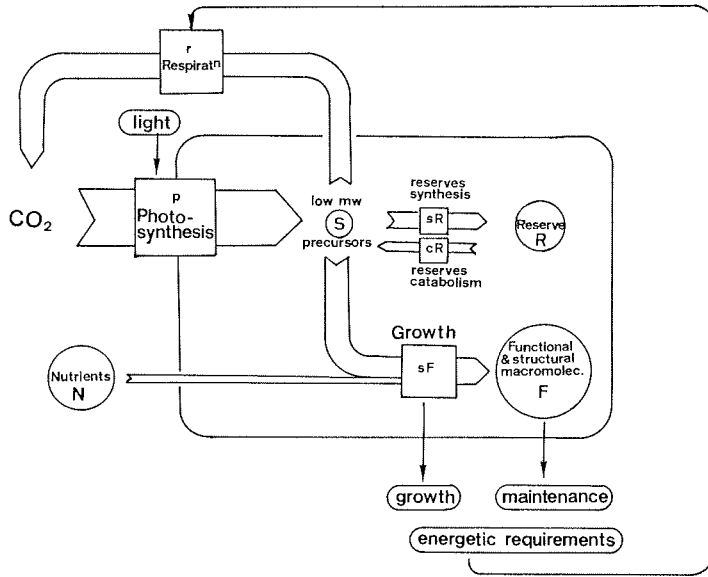 r
Respiratn
light
p
Photo-
synthesis
CO2
low mw
S
precursors
reserves
synthesis
sR
cR
reserves
catabolism
Reserve
R
Growth
sF
Functional
& structural
macromolec.
F
Nutrients
N
growth
maintenance
energetic requirements